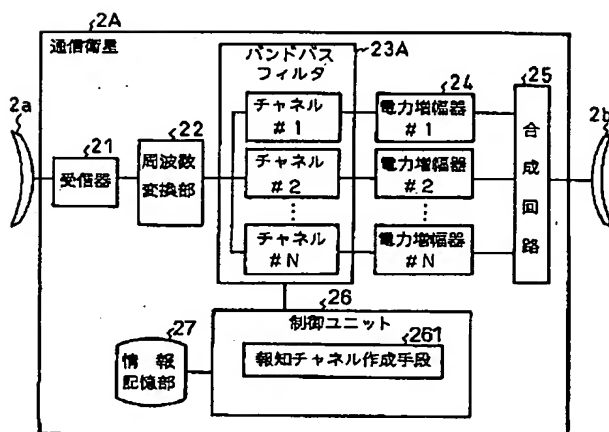 2A
通信衛星
バンドパス
フィルタ
23A
2a
21
受信器
22
周波数
変換部
チャネル
#1
チャネル
#2
チャネル
#N
24
電力増幅器
#1
電力増幅器
#2
電力増幅器
#N
25
合成回路
2b
26
制御ユニット
261
報知チャネル作成手段
27
情報
記憶部